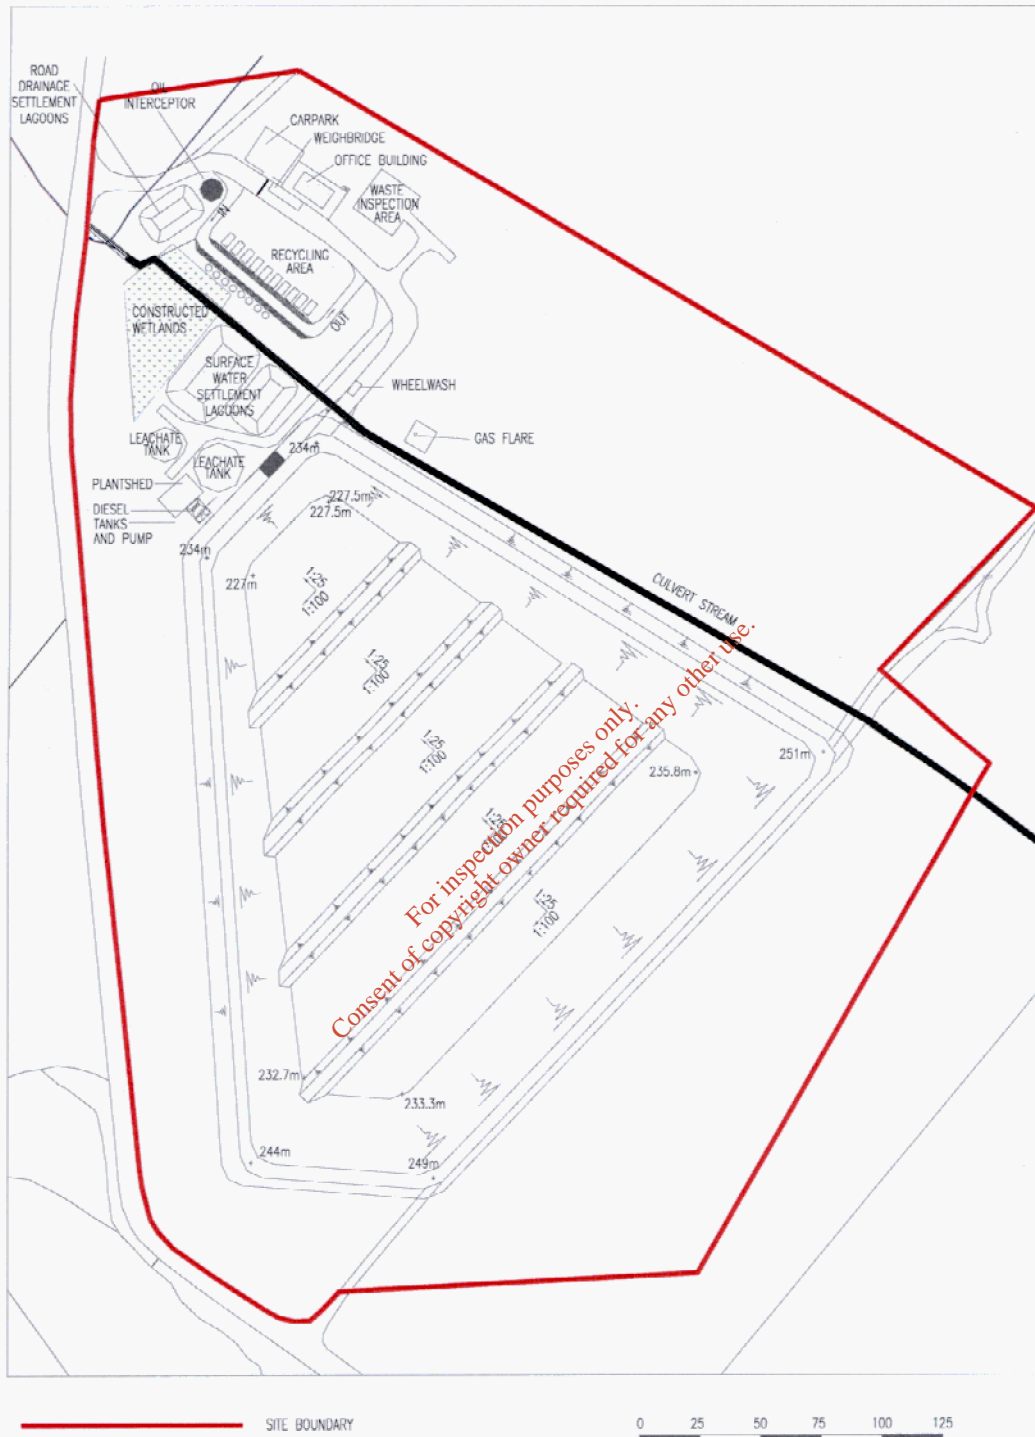 ROAD
DRAINAGE
SETTLEMENT
LAGOONS
OIL
INTERCEPTOR
CARPARK
WEIGHBRIDGE
OFFICE BUILDING
WASTE
INSPECTION
AREA
IN
RECYCLING
AREA
OUT
CONSTRUCTED
WETLANDS
SURFACE
WATER
SETTLEMENT
LAGOONS
WHEELWASH
GAS FLARE
LEACHATE
TANK
LEACHATE
TANK
234m
PLANTSHED
DIESEL
TANKS
AND PUMP
227.5m
227.5m
234m
227m
1:25
1:100
CULVERT STREAM
1:25
1:100
1:25
1:100
251m
235.8m
1:25
1:25
1:100
For inspection purposes only.
Consent of copyright owner required for any other use.
232.7m
233.3m
244m
249m
SITE BOUNDARY
0 25 50 75 100 125